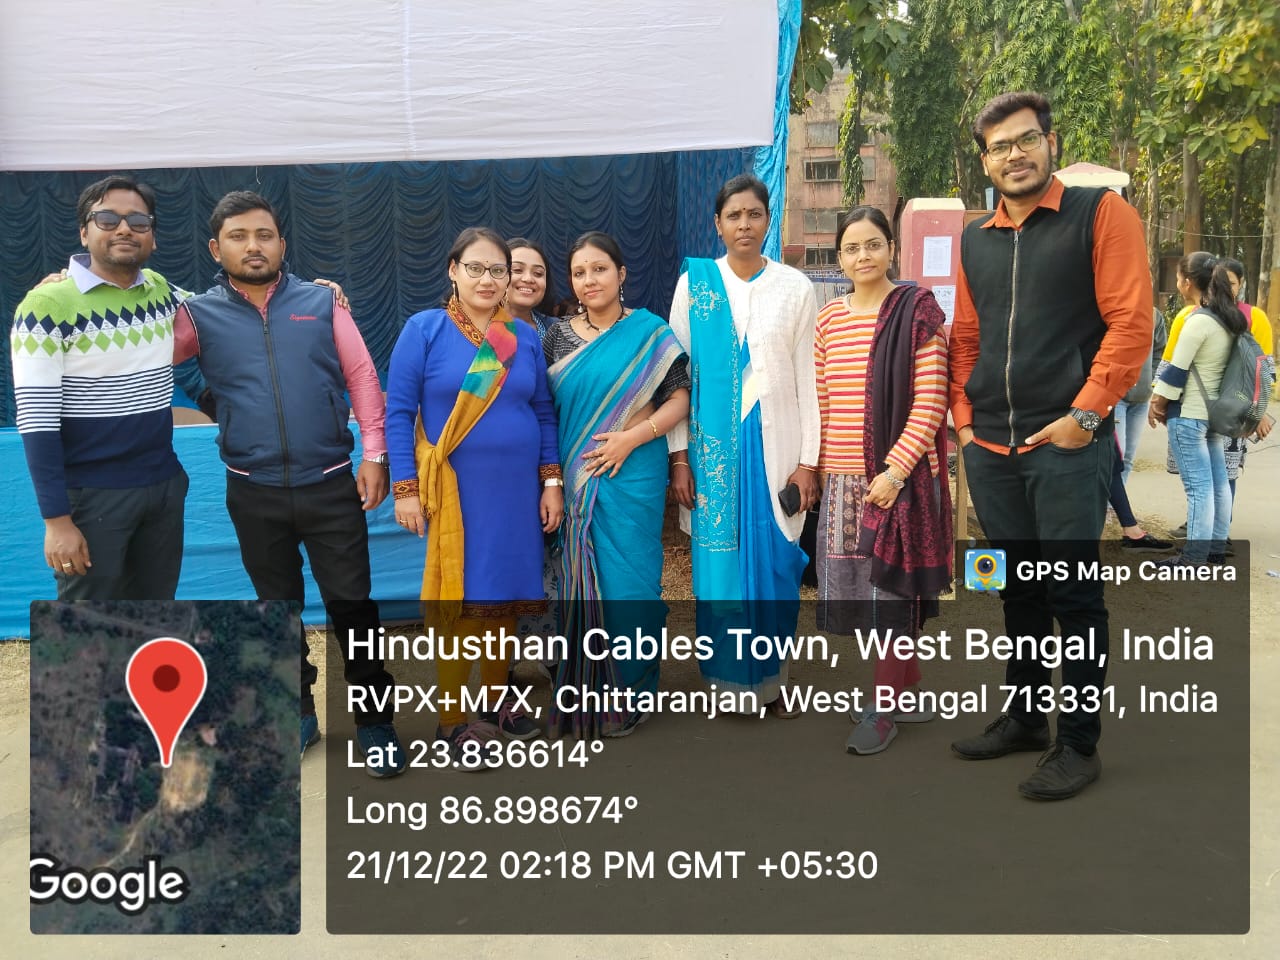 Signature
GPS Map Camera
Hindusthan Cables Town, West Bengal, India
RVPX+M7X, Chittaranjan, West Bengal 713331, India
Lat 23.836614°
Long 86.898674°
21/12/22 02:18 PM GMT +05:30
Google